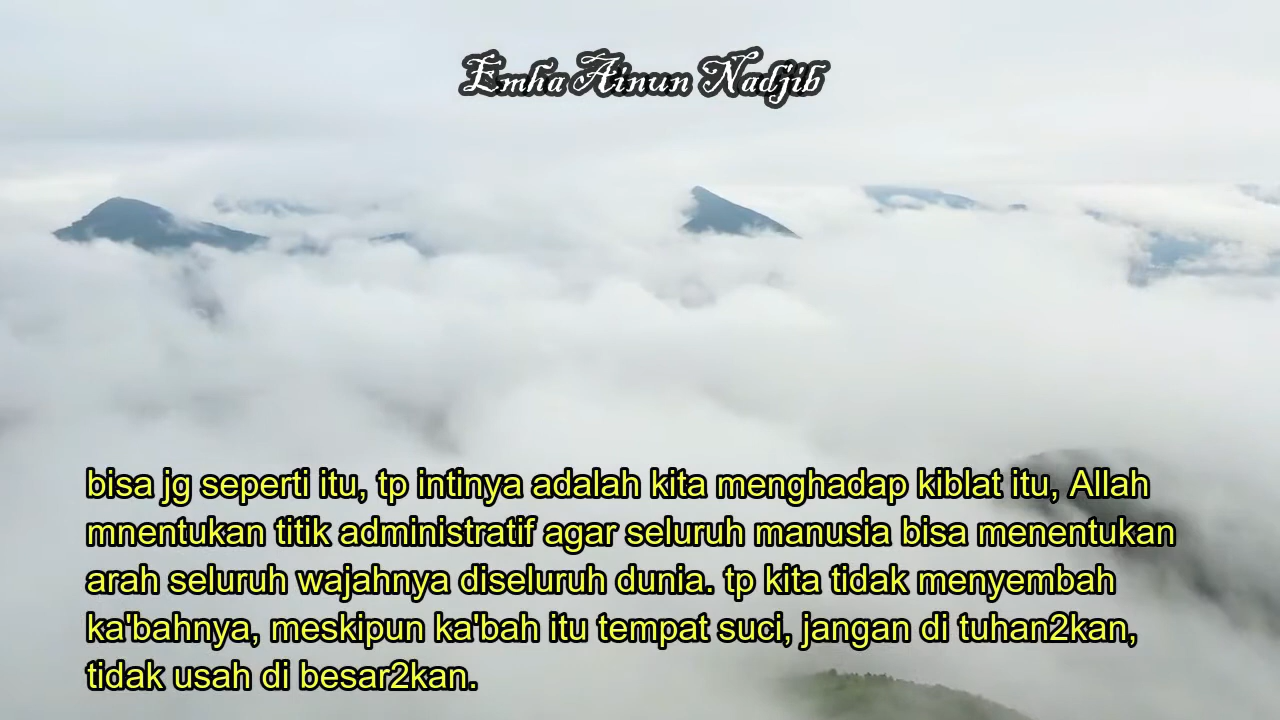 Emha Ainun Nadjib
bisa jg seperti itu, tp intinya adalah kita menghadap kiblat itu, Allah
mnentukan titik administratif agar seluruh manusia bisa menentukan
arah seluruh wajahnya diseluruh dunia. tp kita tidak menyembah
ka'bahnya, meskipun ka'bah itu tempat suci, jangan di tuhan2kan,
tidak usah di besar2kan.